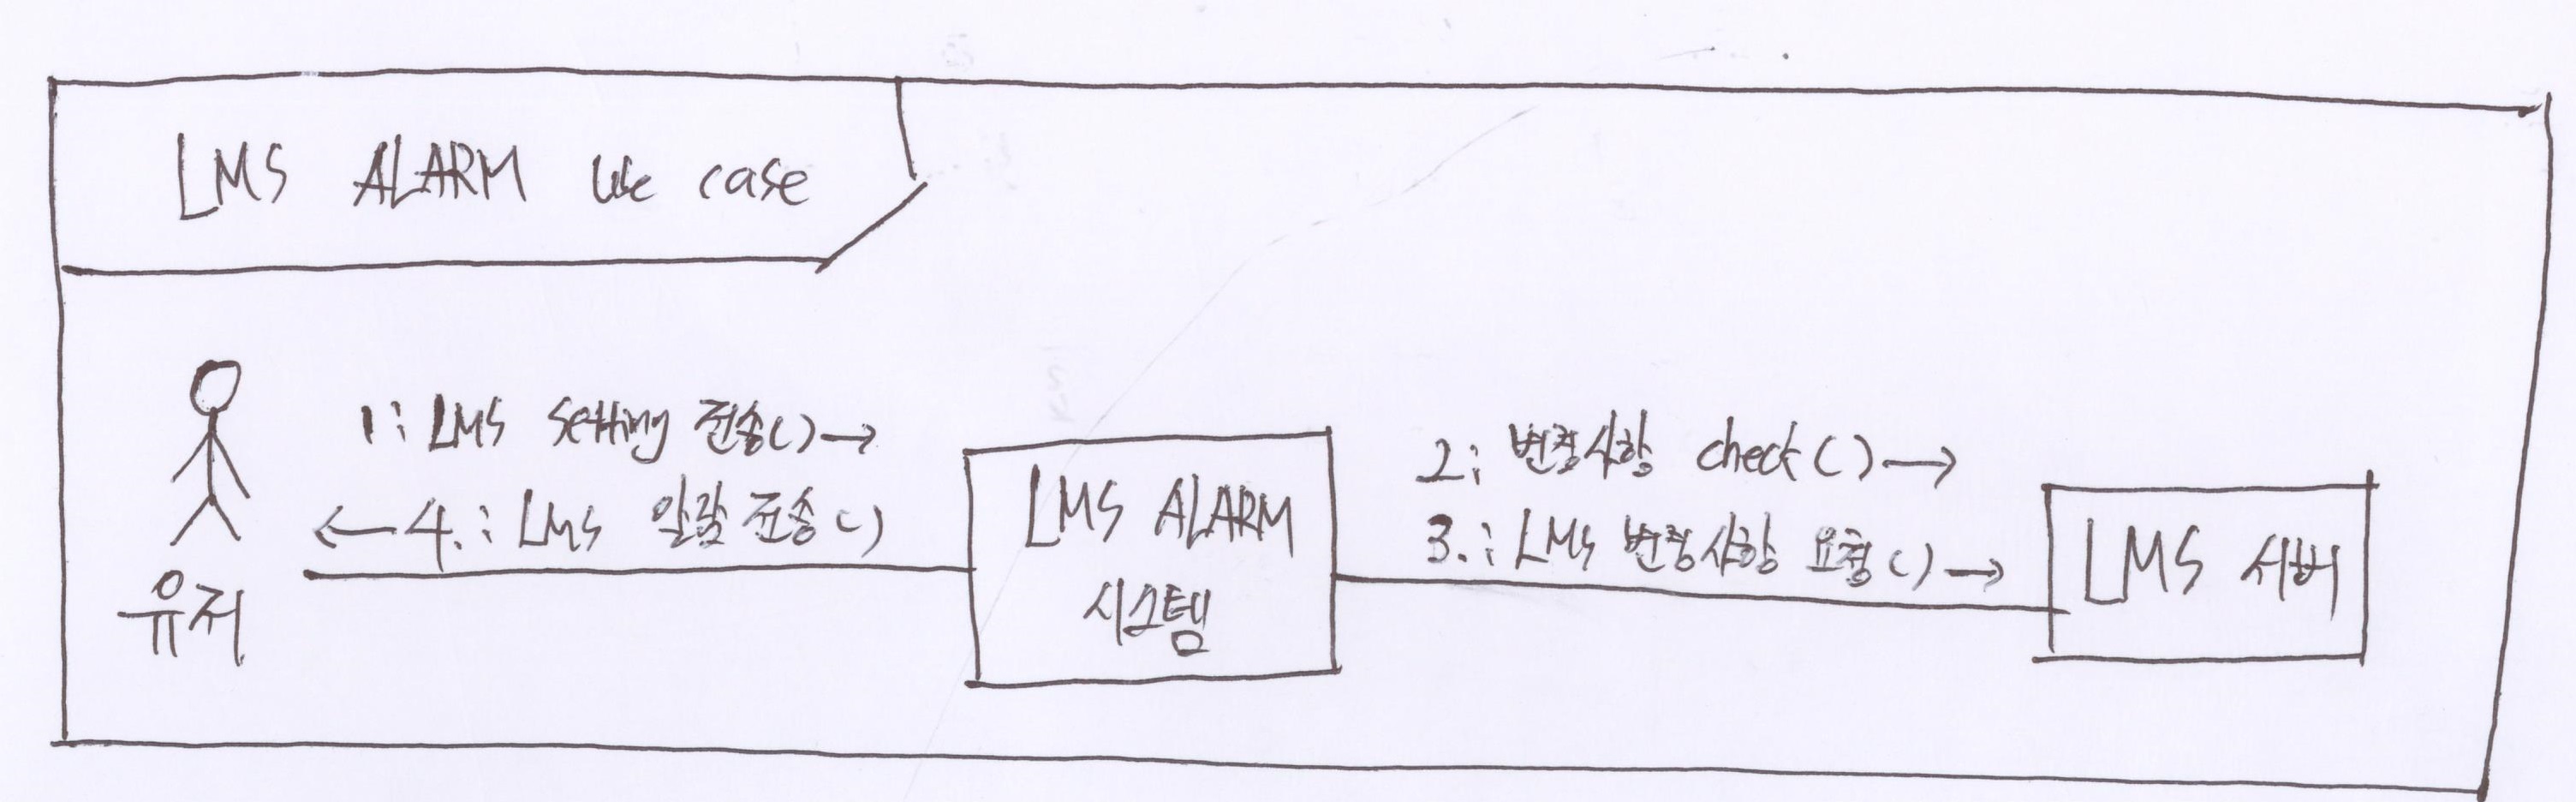 LMS ALARM use case
1: LMS setting 전송()→
←4.: LMS 알람 전송()
유저
LMS ALARM
시스템
2: 변경사항 check()→
3.: LMS 변경사항 요청()→
LMS 서버